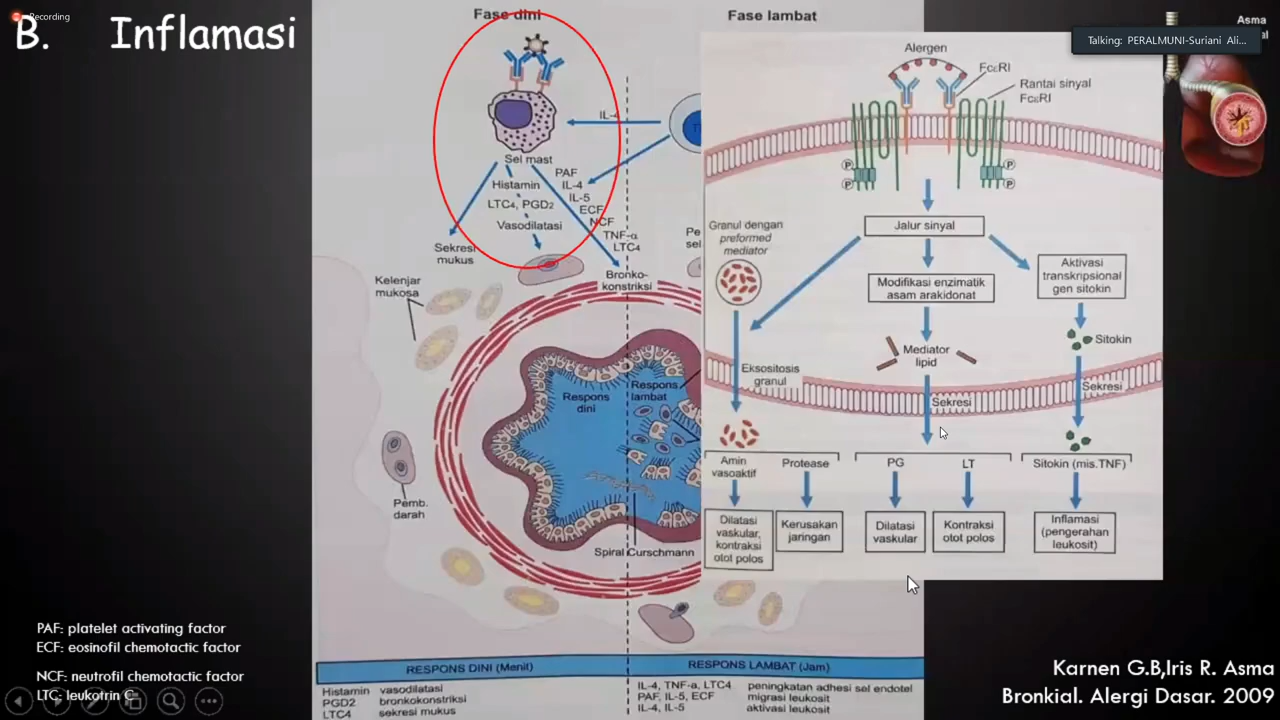 Recording
B. Inflamasi
Fase dini
Fase lambat
Asma
Talking: PERALMUNI-Suriani Ali...
IL-4
Sel mast
Histamin
LTC4, PGD2
Vasodilatasi
PAF
IL-4
IL-5
ECF
NCF
TNF-α
LTC4
Sekresi
mukus
Bronko-
konstriksi
Kelenjar
mukosa
Respons
dini
Respons
lambat
Pemb.
darah
Spiral Curschmann
Alergen
FcεRI
Rantai sinyal
FcεRI
P
P
P
P
Jalur sinyal
Granul dengan
preformed
mediator
Modifikasi enzimatik
asam arakidonat
Aktivasi
transkripsional
gen sitokin
Mediator
lipid
Sitokin
Eksositosis
granul
Sekresi
Sekresi
Amin
vasoaktif
Protease
PG
LT
Sitokin (mis.TNF)
Dilatasi
vaskular,
kontraksi
otot polos
Kerusakan
jaringan
Dilatasi
vaskular
Kontraksi
otot polos
Inflamasi
(pengerahan
leukosit)
PAF: platelet activating factor
ECF: eosinofil chemotactic factor
NCF: neutrofil chemotactic factor
LTC: leukotrin C
RESPONS DINI (Menit)
RESPONS LAMBAT (Jam)
Histamin vasodilatasi
PGD2 bronkokonstriksi
LTC4 sekresi mukus
IL-4, TNF-α, LTC4 peningkatan adhesi sel endotel
PAF, IL-5, ECF migrasi leukosit
IL-4, IL-5 aktivasi leukosit
Karnen G.B,Iris R. Asma
Bronkial. Alergi Dasar. 2009